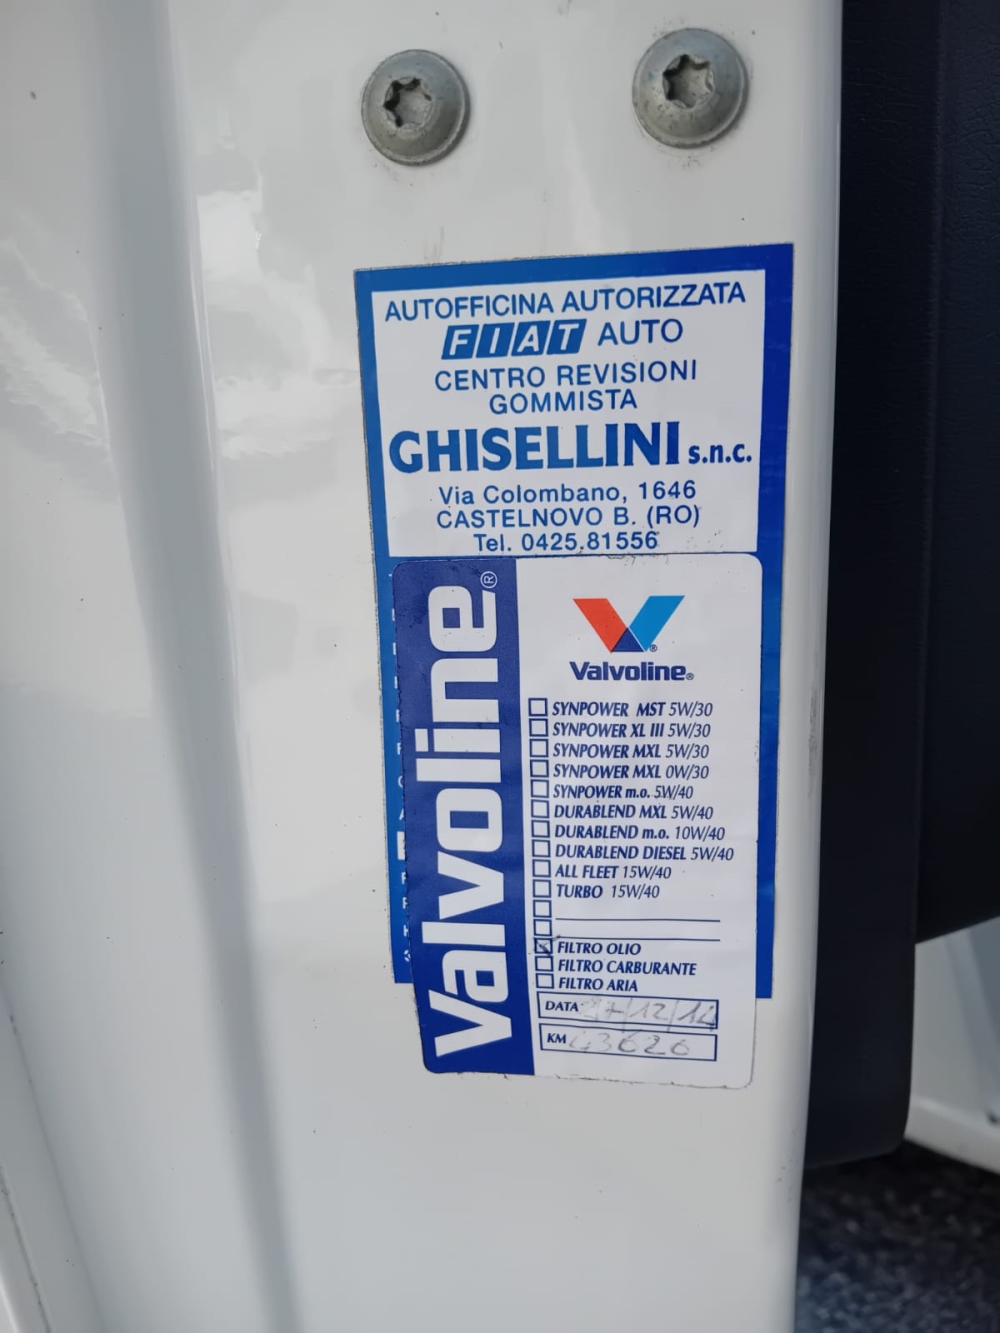 AUTOFFICINA AUTORIZZATA
FIAT AUTO
CENTRO REVISIONI
GOMMISTA
GHISELLINI s.n.c.
Via Colombano, 1646
CASTELNOVO B. (RO)
Tel. 0425.81556
Valvoline®
Valvoline®
SYNPOWER MST 5W/30
SYNPOWER XL III 5W/30
SYNPOWER MXL 5W/30
SYNPOWER MXL 0W/30
SYNPOWER m.o. 5W/40
DURABLEND MXL 5W/40
DURABLEND m.o. 10W/40
DURABLEND DIESEL 5W/40
ALL FLEET 15W/40
TURBO 15W/40
FILTRO OLIO
FILTRO CARBURANTE
FILTRO ARIA
DATA
KM 43626